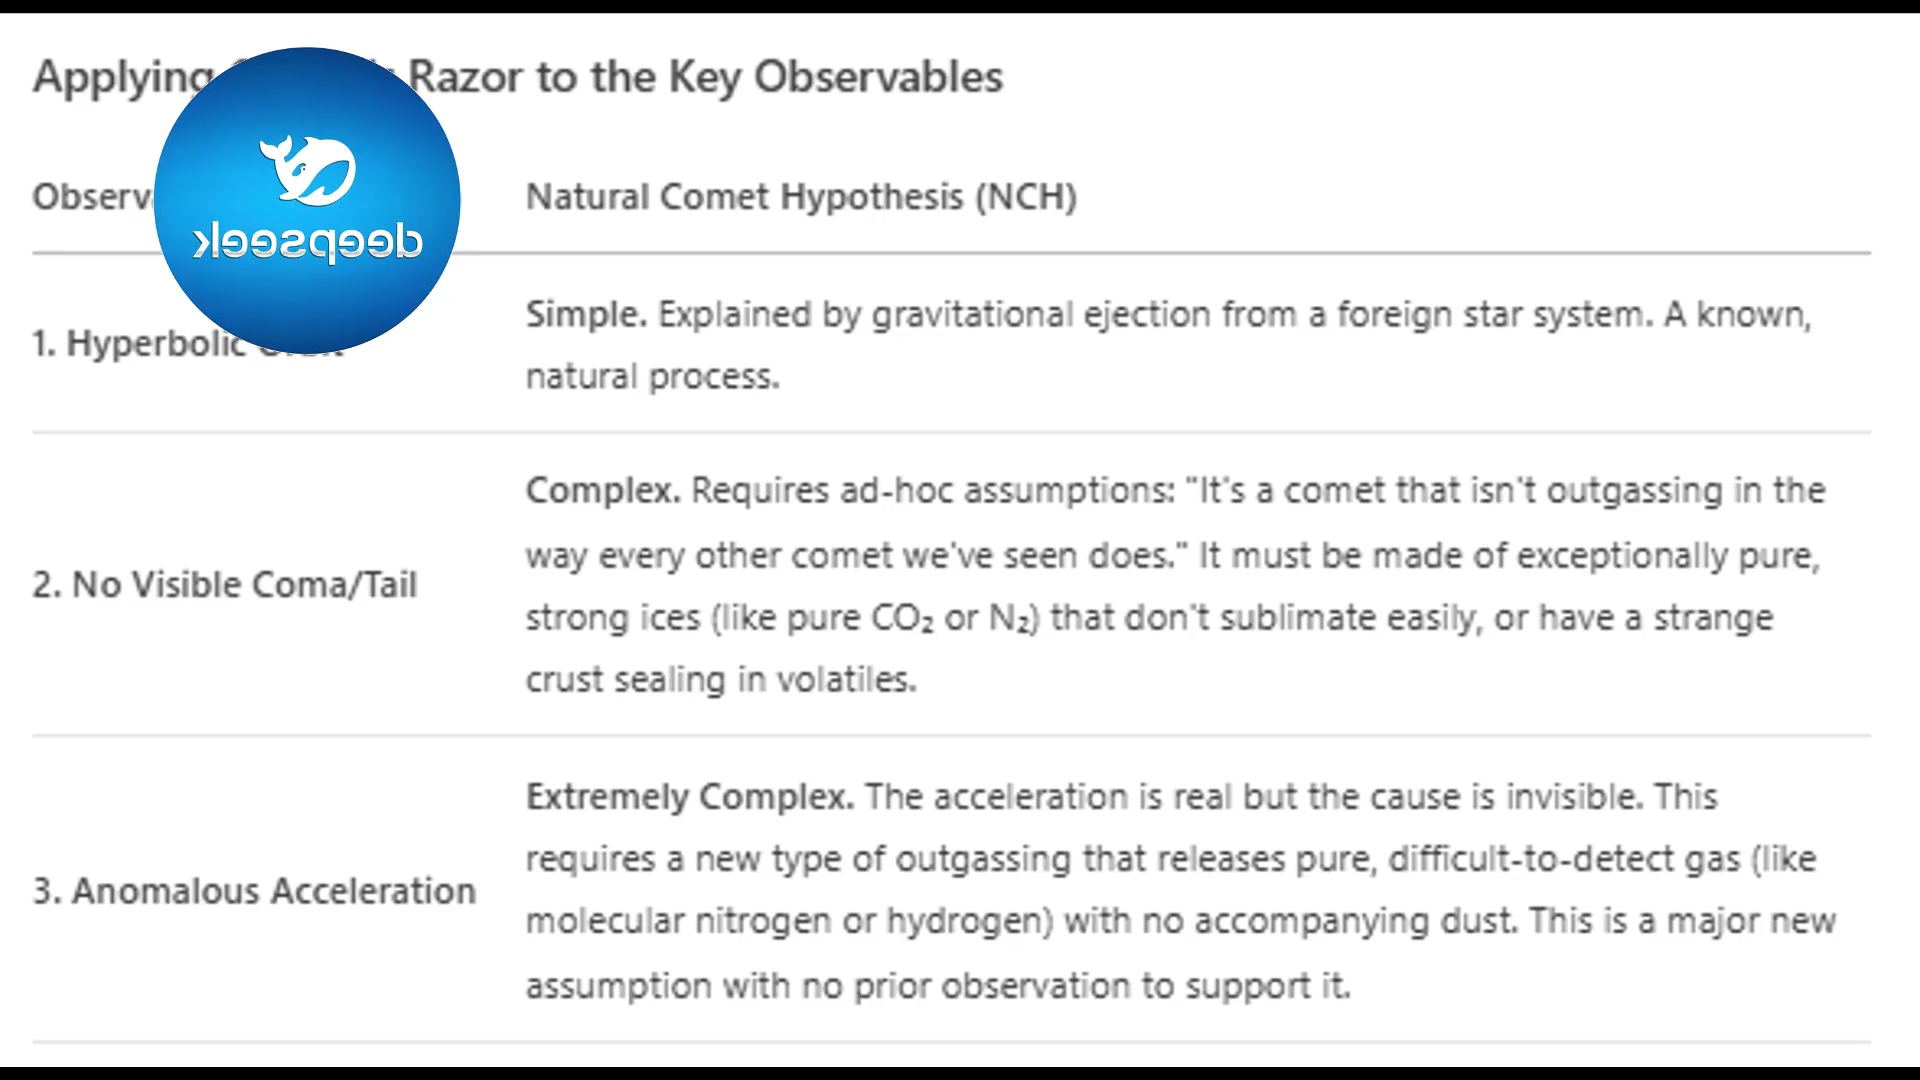 Applying Razor to the Key Observables
Natural Comet Hypothesis (NCH)
deepseek
Simple. Explained by gravitational ejection from a foreign star system. A known,
natural process.
1. Hyperbolic
Complex. Requires ad-hoc assumptions: "It's a comet that isn't outgassing in the
way every other comet we've seen does." It must be made of exceptionally pure,
strong ices (like pure CO₂ or N₂) that don't sublimate easily, or have a strange
crust sealing in volatiles.
2. No Visible Coma/Tail
Extremely Complex. The acceleration is real but the cause is invisible. This
requires a new type of outgassing that releases pure, difficult-to-detect gas (like
molecular nitrogen or hydrogen) with no accompanying dust. This is a major new
assumption with no prior observation to support it.
3. Anomalous Acceleration